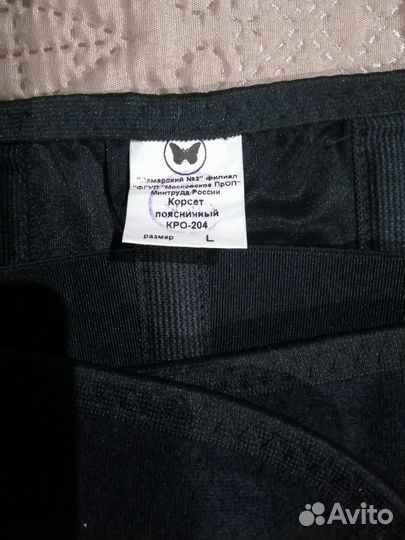 "Самарский №2" филиал
"ФГУП "Московское ПрОП"
Минтруда России
Корсет
поясничный
КРО-204
размер L
Avito